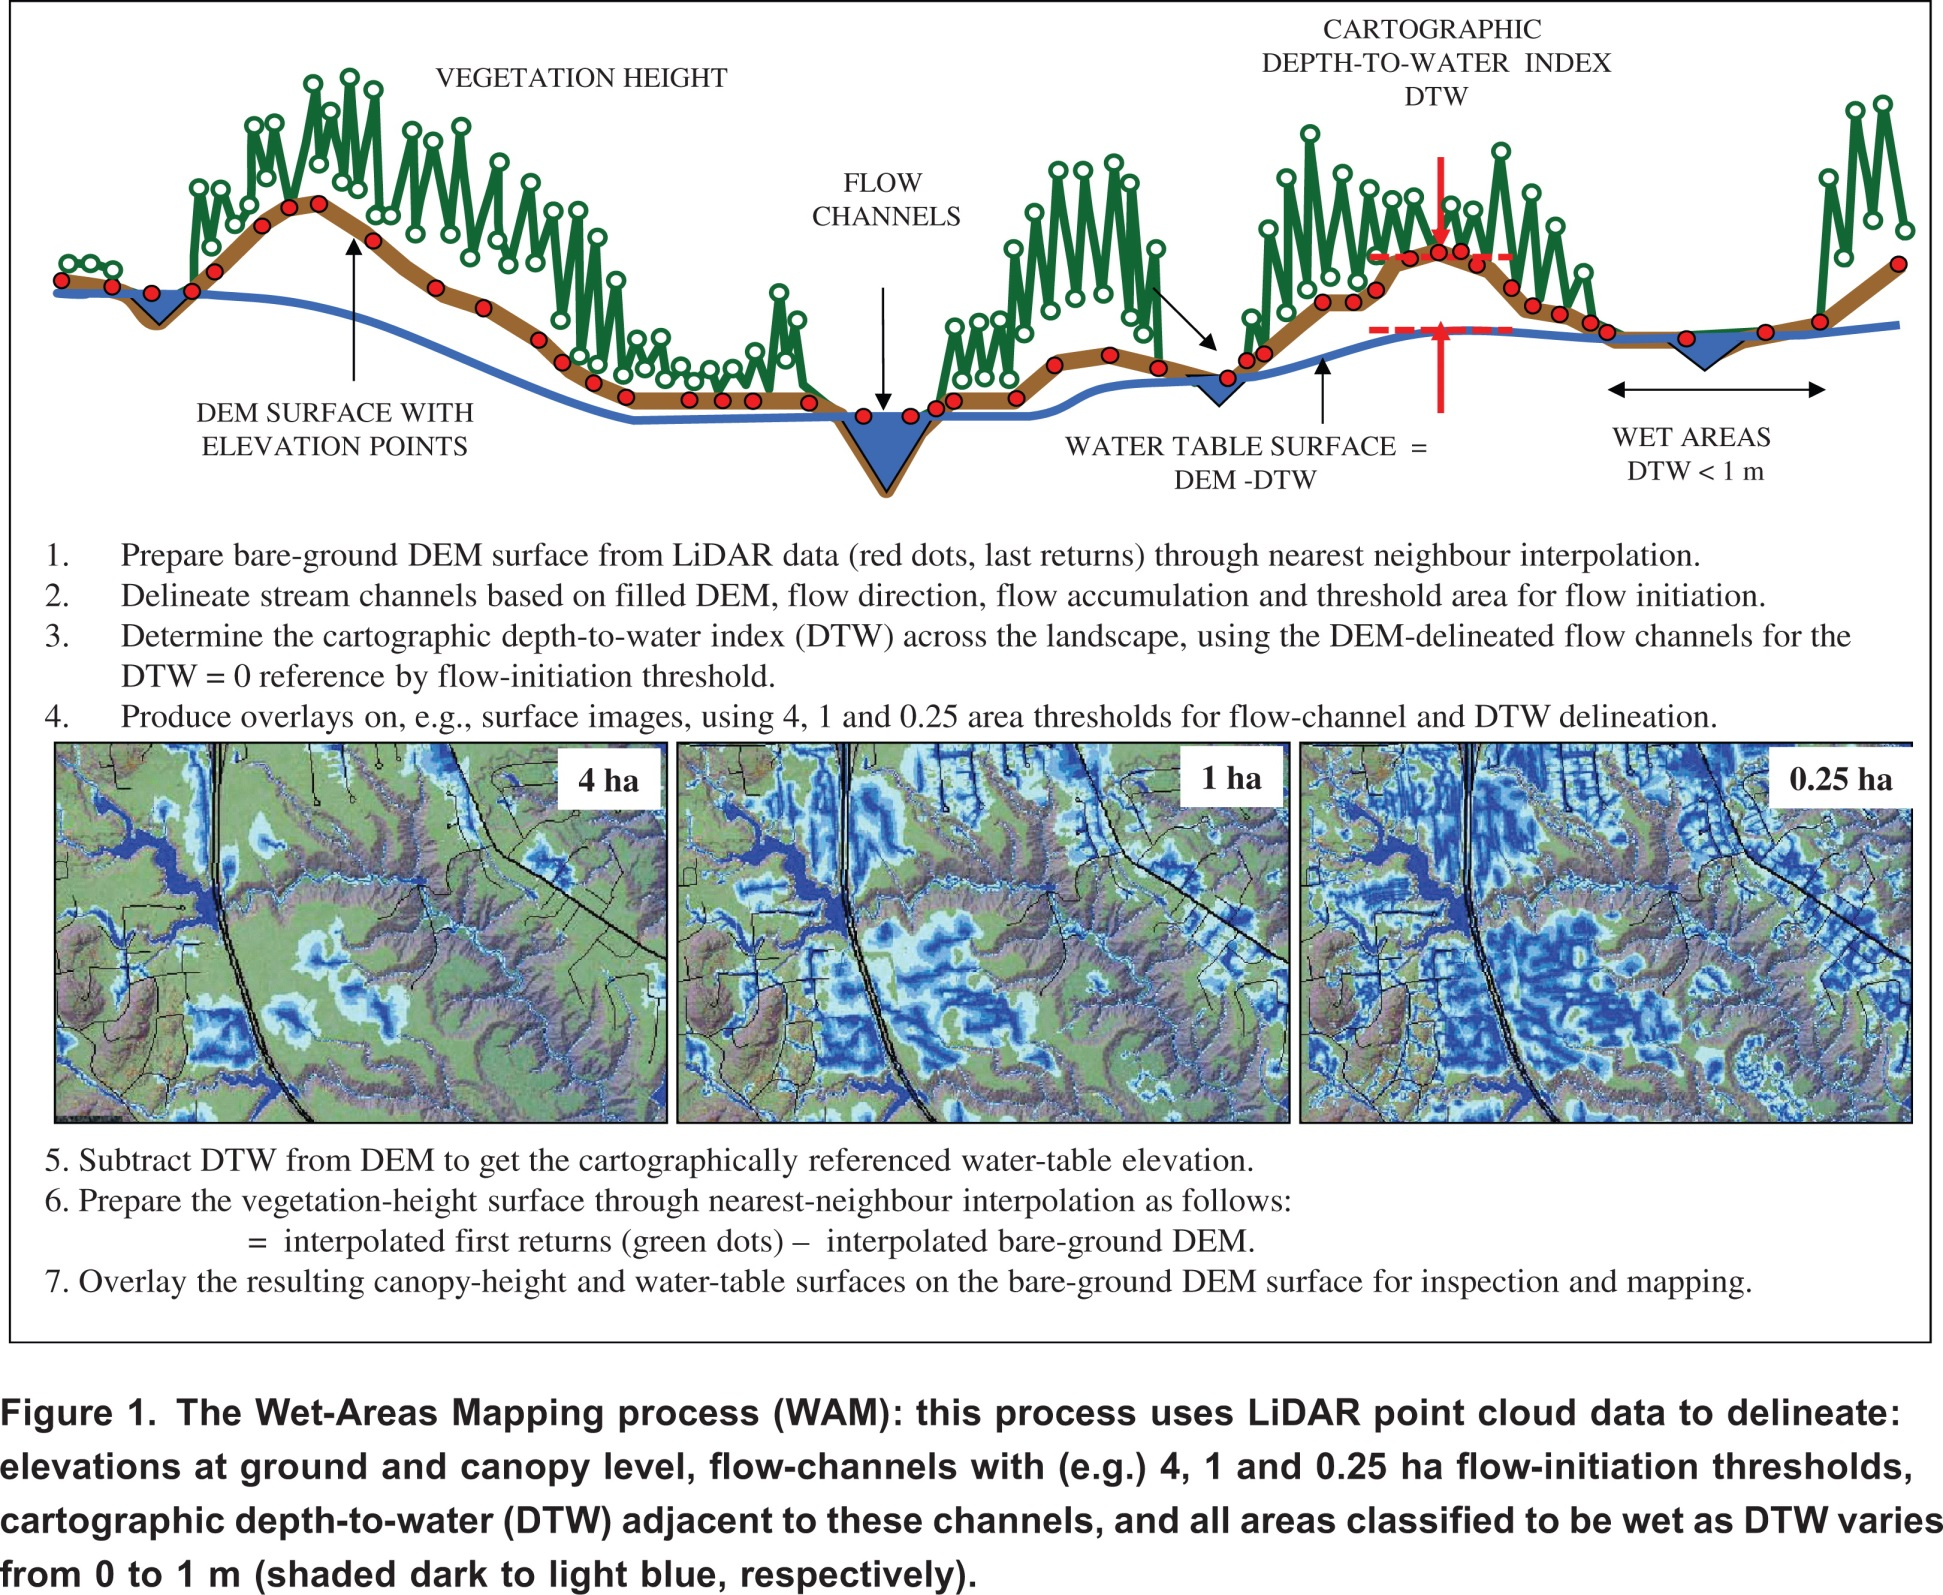 VEGETATION HEIGHT
CARTOGRAPHIC
DEPTH-TO-WATER INDEX
DTW
FLOW
CHANNELS
DEM SURFACE WITH
ELEVATION POINTS
WATER TABLE SURFACE =
DEM -DTW
WET AREAS
DTW < 1 m
1. Prepare bare-ground DEM surface from LiDAR data (red dots, last returns) through nearest neighbour interpolation.
2. Delineate stream channels based on filled DEM, flow direction, flow accumulation and threshold area for flow initiation.
3. Determine the cartographic depth-to-water index (DTW) across the landscape, using the DEM-delineated flow channels for the
DTW = 0 reference by flow-initiation threshold.
4. Produce overlays on, e.g., surface images, using 4, 1 and 0.25 area thresholds for flow-channel and DTW delineation.
4 ha
1 ha
0.25 ha
5. Subtract DTW from DEM to get the cartographically referenced water-table elevation.
6. Prepare the vegetation-height surface through nearest-neighbour interpolation as follows:
= interpolated first returns (green dots) – interpolated bare-ground DEM.
7. Overlay the resulting canopy-height and water-table surfaces on the bare-ground DEM surface for inspection and mapping.
Figure 1. The Wet-Areas Mapping process (WAM): this process uses LiDAR point cloud data to delineate:
elevations at ground and canopy level, flow-channels with (e.g.) 4, 1 and 0.25 ha flow-initiation thresholds,
cartographic depth-to-water (DTW) adjacent to these channels, and all areas classified to be wet as DTW varies
from 0 to 1 m (shaded dark to light blue, respectively).